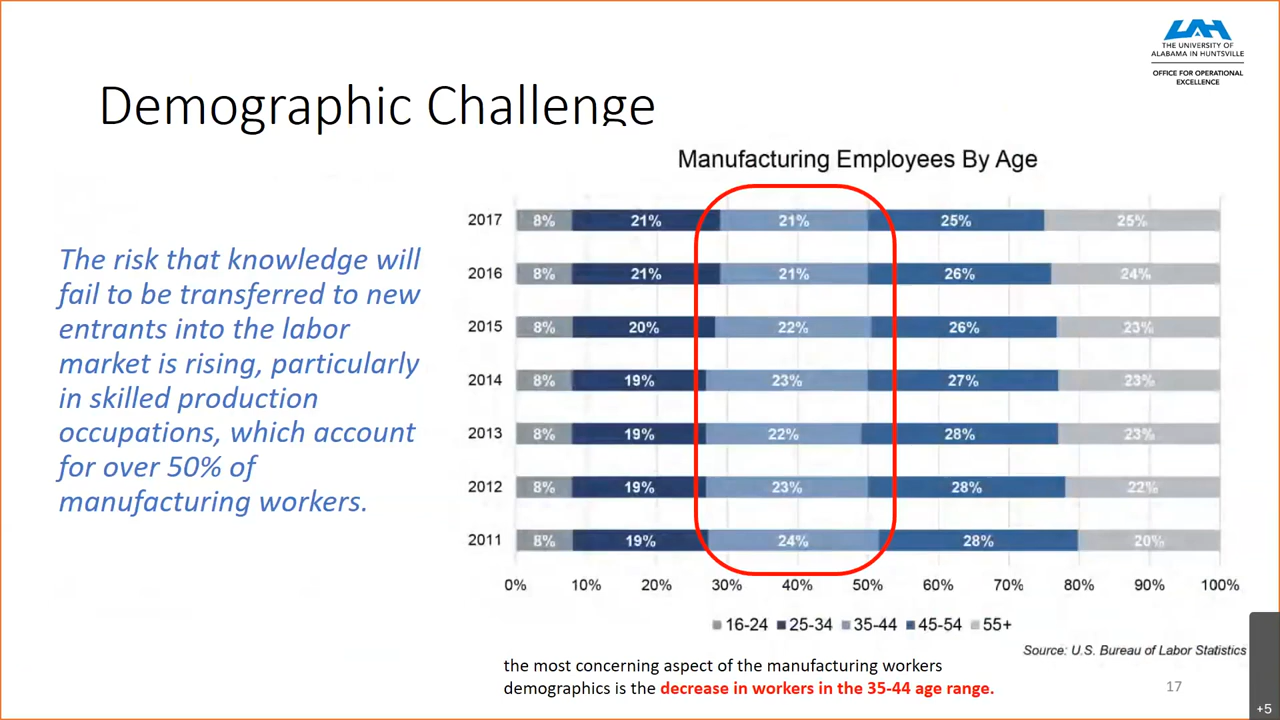 UAH
THE UNIVERSITY OF
ALABAMA IN HUNTSVILLE
OFFICE FOR OPERATIONAL
EXCELLENCE
Demographic Challenge
The risk that knowledge will
fail to be transferred to new
entrants into the labor
market is rising, particularly
in skilled production
occupations, which account
for over 50% of
manufacturing workers.
Manufacturing Employees By Age
2017 8% 21% 21% 25% 25%
2016 8% 21% 21% 26% 24%
2015 8% 20% 22% 26% 23%
2014 8% 19% 23% 27% 23%
2013 8% 19% 22% 28% 23%
2012 8% 19% 23% 28% 22%
2011 8% 19% 24% 28% 20%
0% 10% 20% 30% 40% 50% 60% 70% 80% 90% 100%
16-24 25-34 35-44 45-54 55+
Source: U.S. Bureau of Labor Statistics
the most concerning aspect of the manufacturing workers
demographics is the decrease in workers in the 35-44 age range.
17
+5